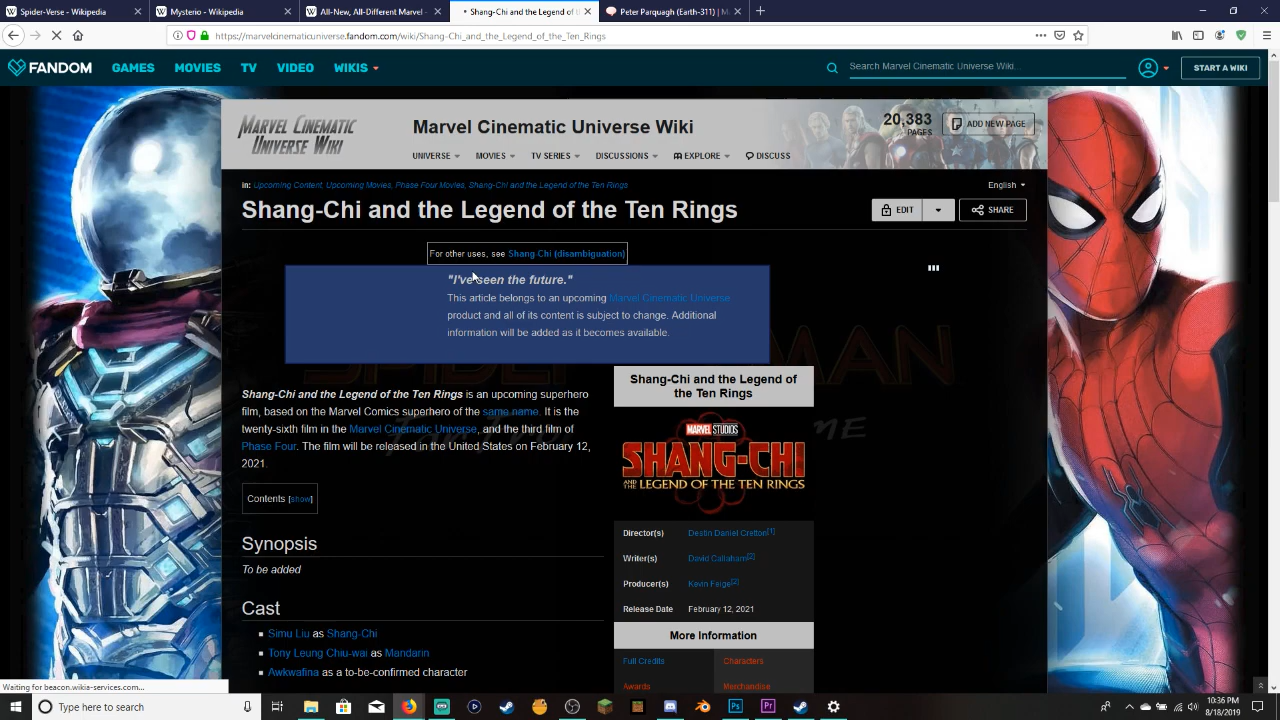 Spider-Verse - Wikipedia
Mysterio - Wikipedia
All-New, All-Different Marvel -
Shang-Chi and the Legend of t
Peter Parquagh (Earth-311) | M
https://marvelcinematicuniverse.fandom.com/wiki/Shang-Chi_and_the_Legend_of_the_Ten_Rings
FANDOM
GAMES
MOVIES
TV
VIDEO
WIKIS
Search Marvel Cinematic Universe Wiki...
START A WIKI
MARVEL CINEMATIC
UNIVERSE WIKI
Marvel Cinematic Universe Wiki
20,383
PAGES
ADD NEW PAGE
UNIVERSE
MOVIES
TV SERIES
DISCUSSIONS
EXPLORE
DISCUSS
in: Upcoming Content, Upcoming Movies, Phase Four Movies, Shang-Chi and the Legend of the Ten Rings
English
Shang-Chi and the Legend of the Ten Rings
EDIT
SHARE
For other uses, see Shang-Chi (disambiguation)
"I've seen the future."
This article belongs to an upcoming Marvel Cinematic Universe
product and all of its content is subject to change. Additional
information will be added as it becomes available.
Shang-Chi and the Legend of the Ten Rings is an upcoming superhero
film, based on the Marvel Comics superhero of the same name. It is the
twenty-sixth film in the Marvel Cinematic Universe, and the third film of
Phase Four. The film will be released in the United States on February 12,
2021.
Contents [show]
Synopsis
To be added
Cast
Simu Liu as Shang-Chi
Tony Leung Chiu-wai as Mandarin
Awkwafina as a to-be-confirmed character
Shang-Chi and the Legend of
the Ten Rings
MARVEL STUDIOS
SHANG-CHI
AND THE LEGEND OF THE TEN RINGS
Director(s) Destin Daniel Cretton[1]
Writer(s) David Callaham[2]
Producer(s) Kevin Feige[2]
Release Date February 12, 2021
More Information
Full Credits Characters
Awards Merchandise
Waiting for beacon.wikia-services.com...
Type here to search
10:36 PM
8/18/2019